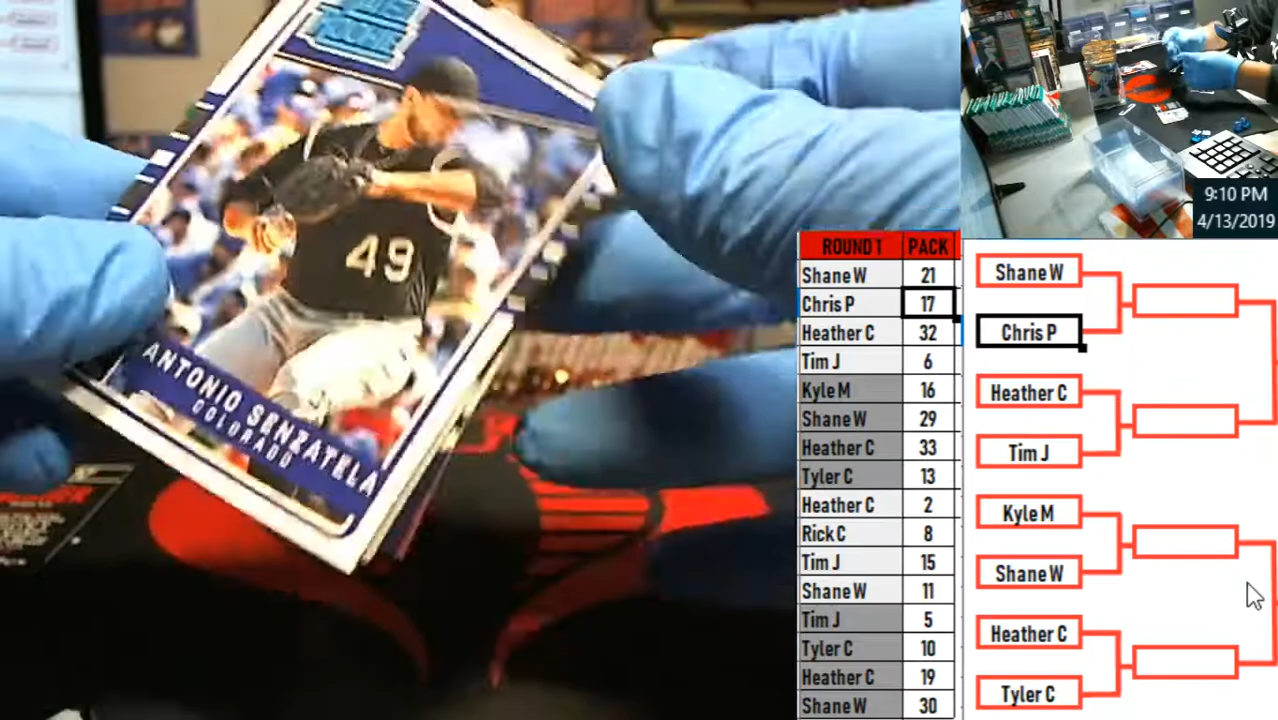 49
ANTONIO SENZATELA
COLORADO
9:10 PM
4/13/2019
ROUND 1 PACK
Shane W 21
Chris P 17
Heather C 32
Tim J 6
Kyle M 16
Shane W 29
Heather C 33
Tyler C 13
Heather C 2
Rick C 8
Tim J 15
Shane W 11
Tim J 5
Tyler C 10
Heather C 19
Shane W 30
Shane W
Chris P
Heather C
Tim J
Kyle M
Shane W
Heather C
Tyler C